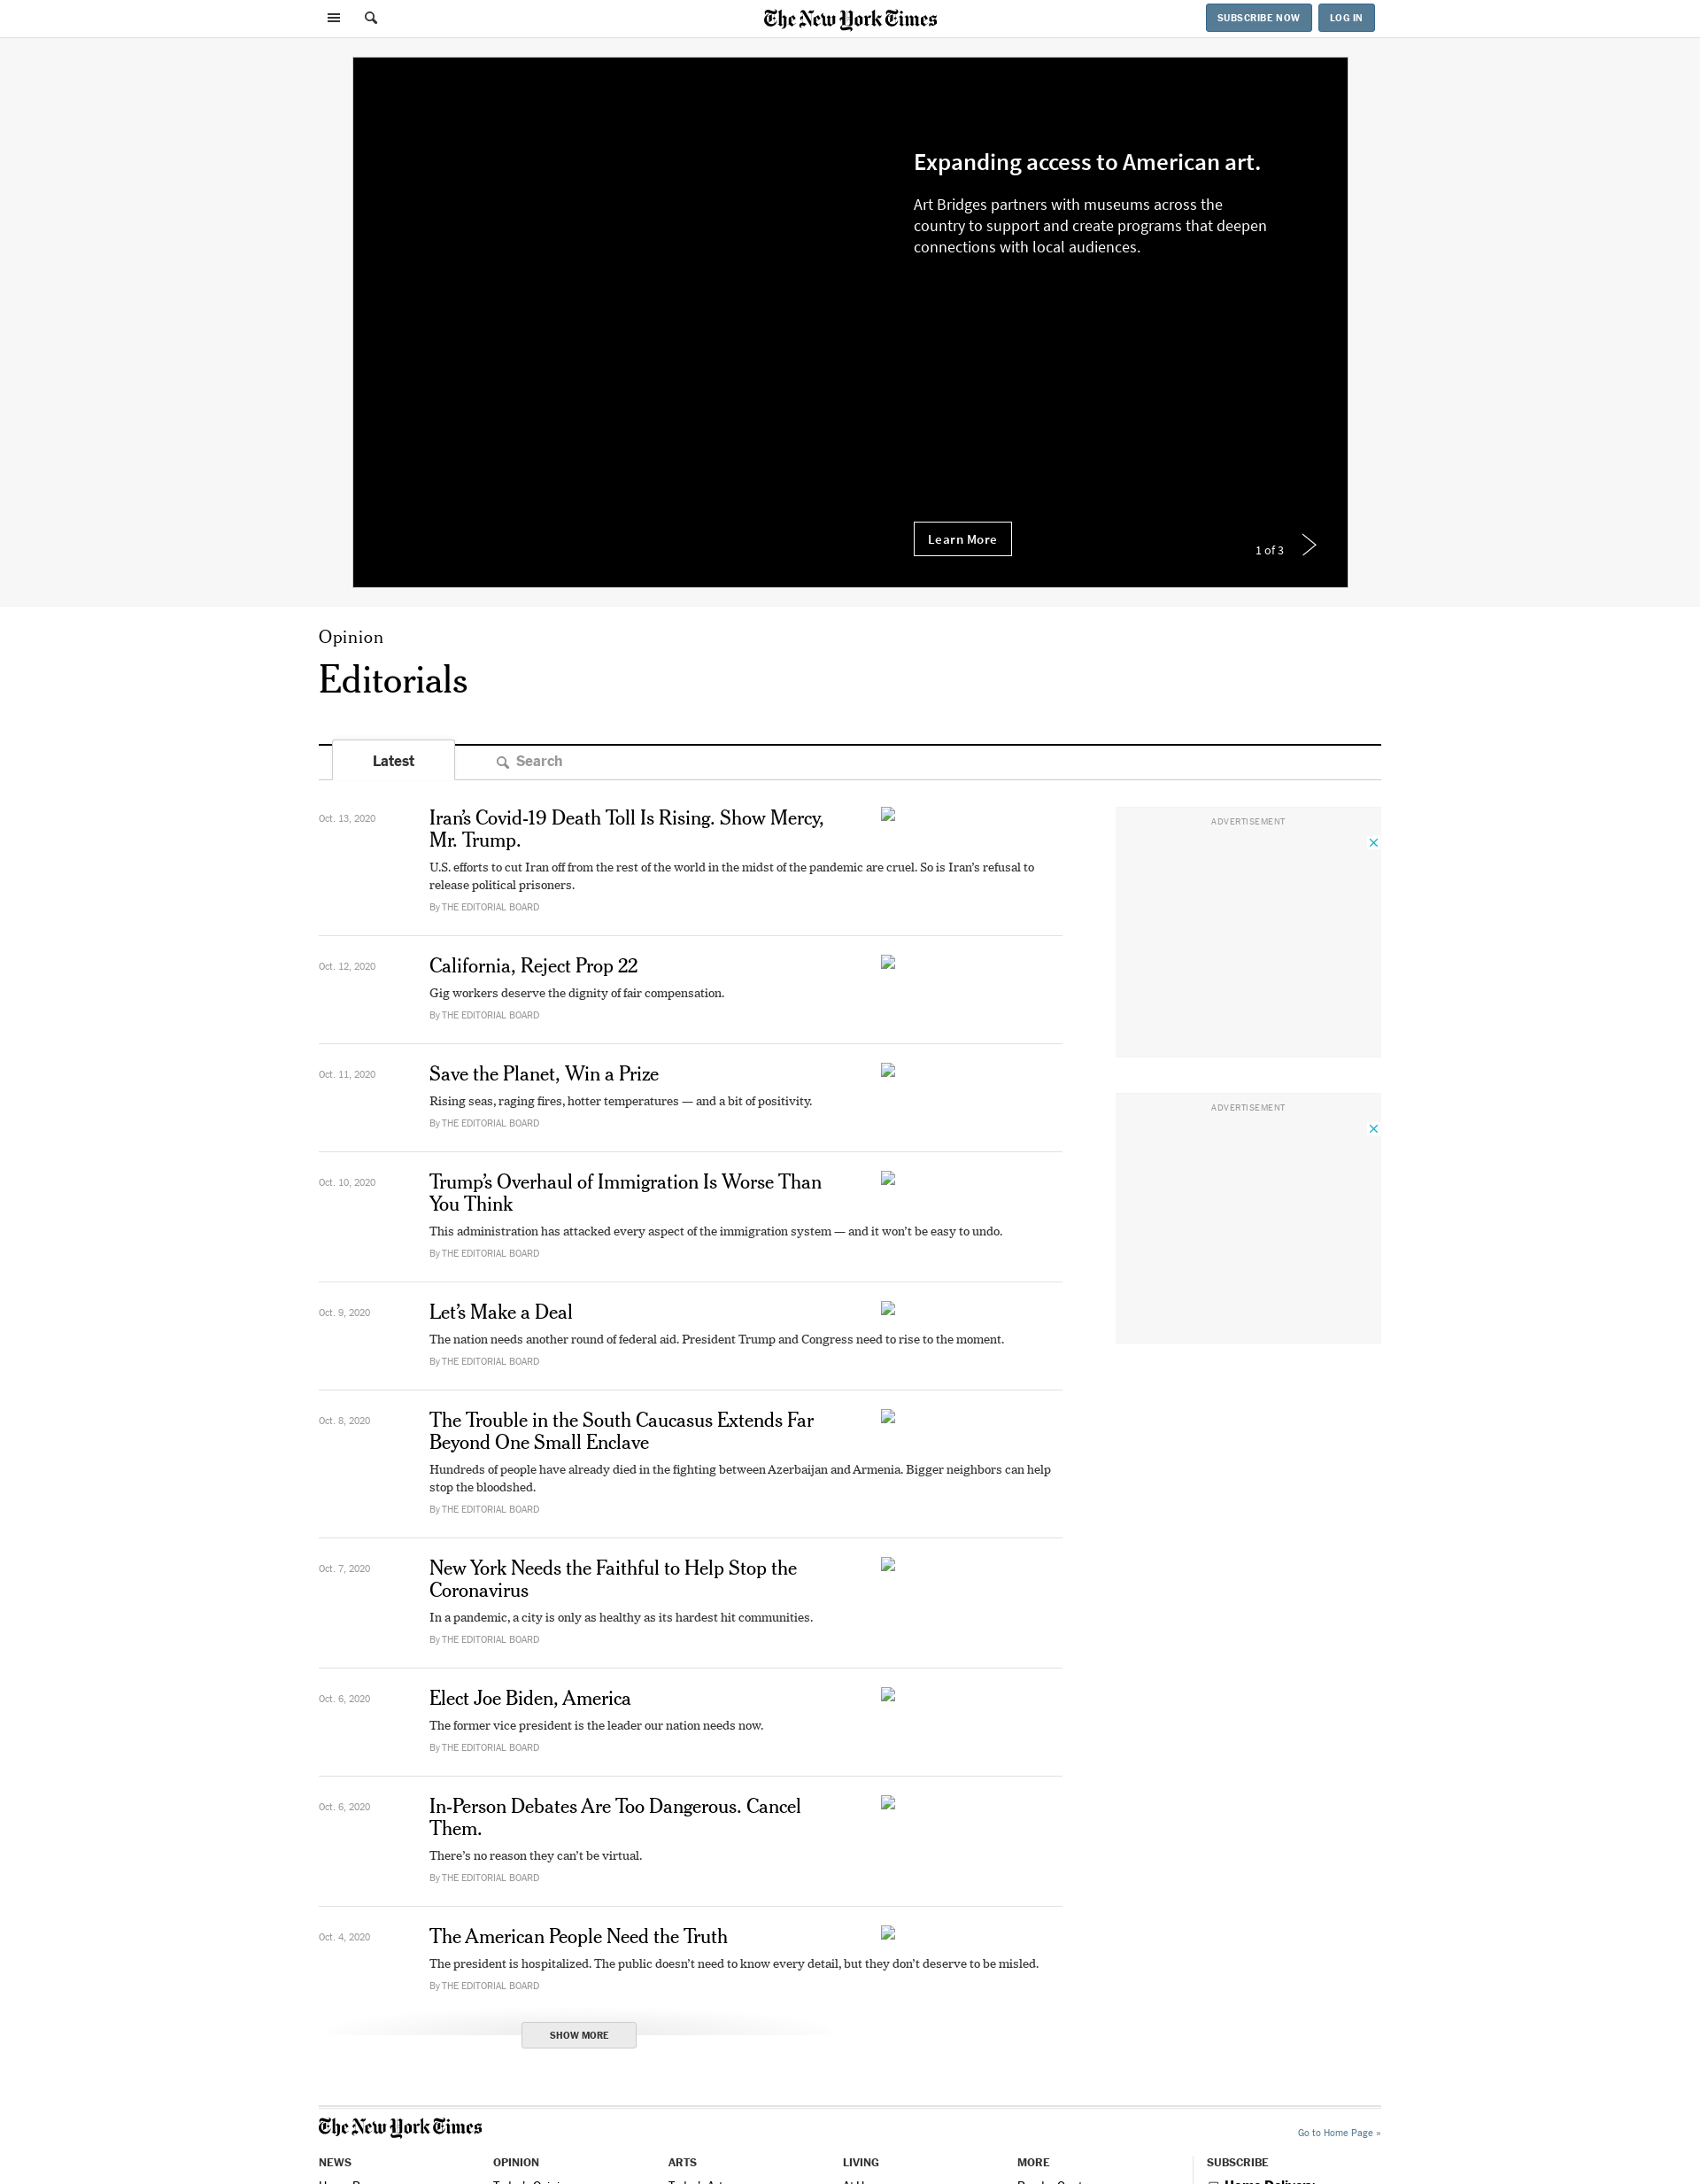 The New York Times
SUBSCRIBE NOW
LOG IN
Expanding access to American art.
Art Bridges partners with museums across the
country to support and create programs that deepen
connections with local audiences.
Learn More
1 of 3
Opinion
Editorials
Latest
Search
Oct. 13, 2020
Iran’s Covid-19 Death Toll Is Rising. Show Mercy,
Mr. Trump.
U.S. efforts to cut Iran off from the rest of the world in the midst of the pandemic are cruel. So is Iran’s refusal to
release political prisoners.
By THE EDITORIAL BOARD
ADVERTISEMENT
Oct. 12, 2020
California, Reject Prop 22
Gig workers deserve the dignity of fair compensation.
By THE EDITORIAL BOARD
Oct. 11, 2020
Save the Planet, Win a Prize
Rising seas, raging fires, hotter temperatures — and a bit of positivity.
By THE EDITORIAL BOARD
ADVERTISEMENT
Oct. 10, 2020
Trump’s Overhaul of Immigration Is Worse Than
You Think
This administration has attacked every aspect of the immigration system — and it won’t be easy to undo.
By THE EDITORIAL BOARD
Oct. 9, 2020
Let’s Make a Deal
The nation needs another round of federal aid. President Trump and Congress need to rise to the moment.
By THE EDITORIAL BOARD
Oct. 8, 2020
The Trouble in the South Caucasus Extends Far
Beyond One Small Enclave
Hundreds of people have already died in the fighting between Azerbaijan and Armenia. Bigger neighbors can help
stop the bloodshed.
By THE EDITORIAL BOARD
Oct. 7, 2020
New York Needs the Faithful to Help Stop the
Coronavirus
In a pandemic, a city is only as healthy as its hardest hit communities.
By THE EDITORIAL BOARD
Oct. 6, 2020
Elect Joe Biden, America
The former vice president is the leader our nation needs now.
By THE EDITORIAL BOARD
Oct. 6, 2020
In-Person Debates Are Too Dangerous. Cancel
Them.
There’s no reason they can’t be virtual.
By THE EDITORIAL BOARD
Oct. 4, 2020
The American People Need the Truth
The president is hospitalized. The public doesn’t need to know every detail, but they don’t deserve to be misled.
By THE EDITORIAL BOARD
SHOW MORE
The New York Times
Go to Home Page »
NEWS
OPINION
ARTS
LIVING
MORE
SUBSCRIBE